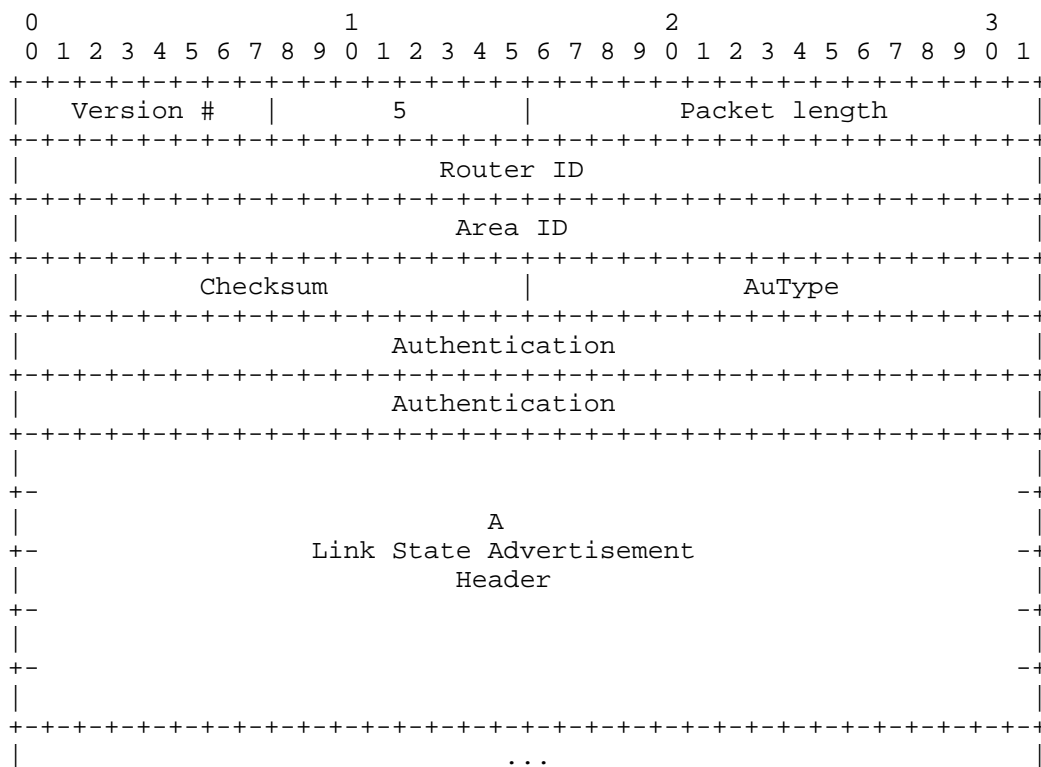 0                   1                   2                   3
 0 1 2 3 4 5 6 7 8 9 0 1 2 3 4 5 6 7 8 9 0 1 2 3 4 5 6 7 8 9 0 1
+-+-+-+-+-+-+-+-+-+-+-+-+-+-+-+-+-+-+-+-+-+-+-+-+-+-+-+-+-+-+-+-+
|   Version #   |       5       |         Packet length         |
+-+-+-+-+-+-+-+-+-+-+-+-+-+-+-+-+-+-+-+-+-+-+-+-+-+-+-+-+-+-+-+-+
|                          Router ID                            |
+-+-+-+-+-+-+-+-+-+-+-+-+-+-+-+-+-+-+-+-+-+-+-+-+-+-+-+-+-+-+-+-+
|                           Area ID                             |
+-+-+-+-+-+-+-+-+-+-+-+-+-+-+-+-+-+-+-+-+-+-+-+-+-+-+-+-+-+-+-+-+
|           Checksum            |             AuType            |
+-+-+-+-+-+-+-+-+-+-+-+-+-+-+-+-+-+-+-+-+-+-+-+-+-+-+-+-+-+-+-+-+
|                       Authentication                          |
+-+-+-+-+-+-+-+-+-+-+-+-+-+-+-+-+-+-+-+-+-+-+-+-+-+-+-+-+-+-+-+-+
|                       Authentication                          |
+-+-+-+-+-+-+-+-+-+-+-+-+-+-+-+-+-+-+-+-+-+-+-+-+-+-+-+-+-+-+-+-+
|                                                               |
+-                                                             -+
|                             A                                 |
+-                 Link State Advertisement                    -+
|                           Header                              |
+-                                                             -+
|                                                               |
+-                                                             -+
|                                                               |
+-+-+-+-+-+-+-+-+-+-+-+-+-+-+-+-+-+-+-+-+-+-+-+-+-+-+-+-+-+-+-+-+
|                              ...                              |